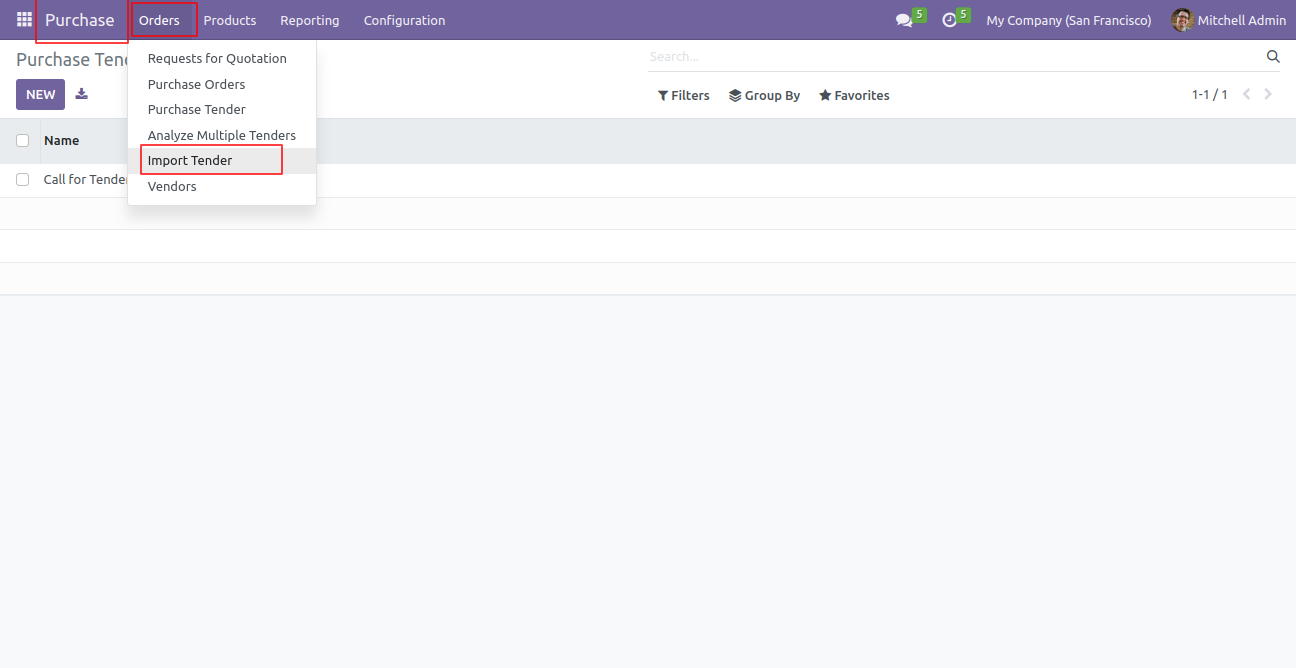 Purchase Orders Products Reporting Configuration 5 5 My Company (San Francisco) Mitchell Admin
Purchase Tend
Search...
NEW
Filters Group By Favorites 1-1 / 1
Requests for Quotation
Purchase Orders
Purchase Tender
Analyze Multiple Tenders
Import Tender
Vendors
Name
Call for Tender